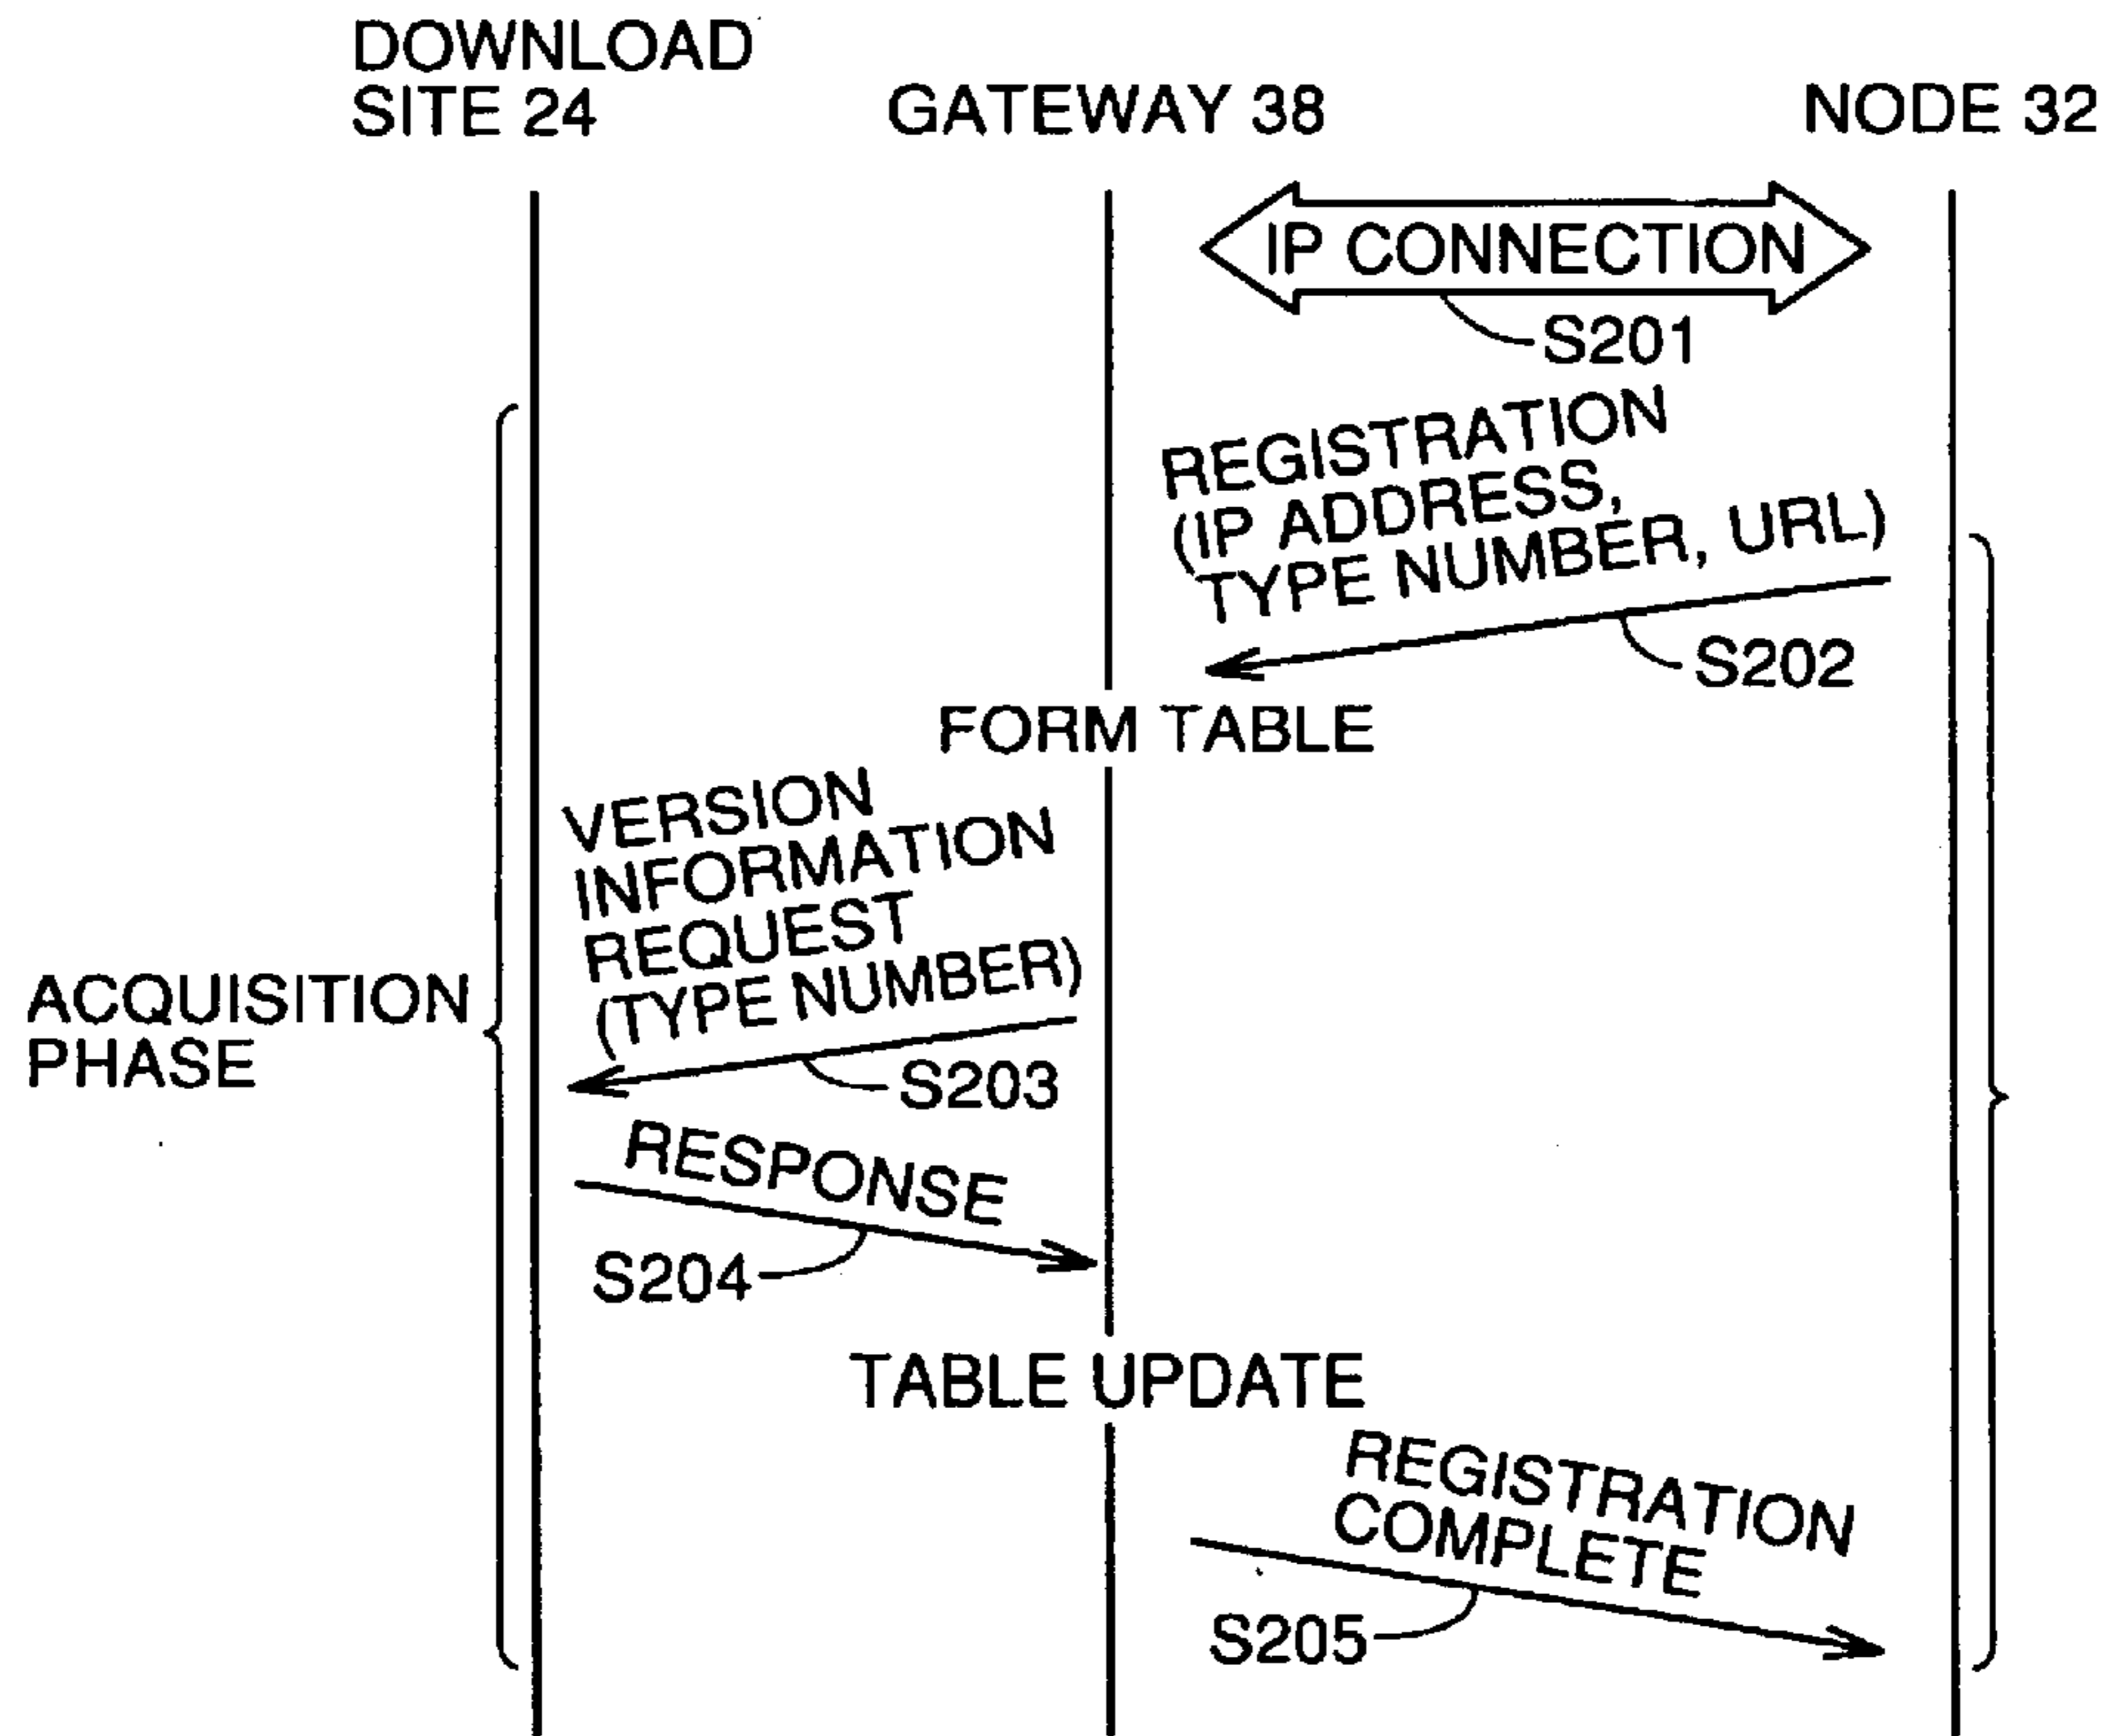 DOWNLOAD
SITE 24
GATEWAY 38
NODE 32
IP CONNECTION
S201
REGISTRATION
(IP ADDRESS,
TYPE NUMBER, URL)
S202
FORM TABLE
VERSION
INFORMATION
REQUEST
(TYPE NUMBER)
S203
ACQUISITION
PHASE
RESPONSE
S204
TABLE UPDATE
REGISTRATION
COMPLETE
S205